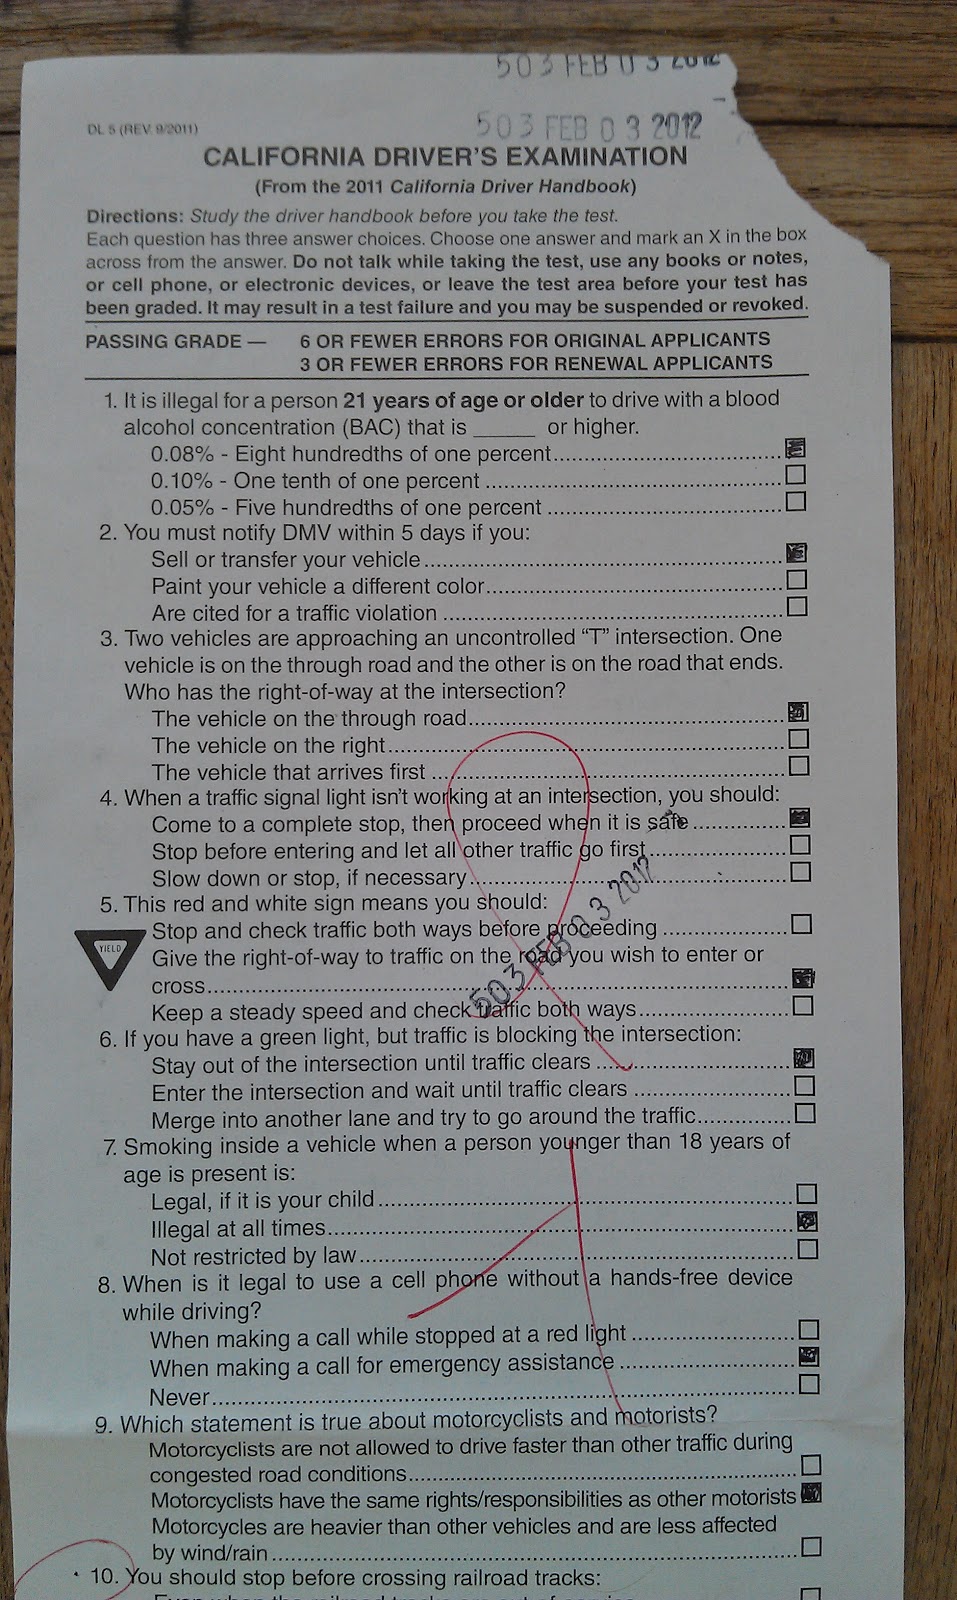 503 FEB 03 2012
503 FEB 03 2012
DL 5 (REV. 9/2011)
CALIFORNIA DRIVER'S EXAMINATION
(From the 2011 California Driver Handbook)
Directions: Study the driver handbook before you take the test.
Each question has three answer choices. Choose one answer and mark an X in the box
across from the answer. Do not talk while taking the test, use any books or notes,
or cell phone, or electronic devices, or leave the test area before your test has
been graded. It may result in a test failure and you may be suspended or revoked.
PASSING GRADE — 6 OR FEWER ERRORS FOR ORIGINAL APPLICANTS
3 OR FEWER ERRORS FOR RENEWAL APPLICANTS
1. It is illegal for a person 21 years of age or older to drive with a blood
alcohol concentration (BAC) that is _____ or higher.
0.08% - Eight hundredths of one percent
0.10% - One tenth of one percent
0.05% - Five hundredths of one percent
2. You must notify DMV within 5 days if you:
Sell or transfer your vehicle
Paint your vehicle a different color
Are cited for a traffic violation
3. Two vehicles are approaching an uncontrolled “T” intersection. One
vehicle is on the through road and the other is on the road that ends.
Who has the right-of-way at the intersection?
The vehicle on the through road
The vehicle on the right
The vehicle that arrives first
4. When a traffic signal light isn't working at an intersection, you should:
Come to a complete stop, then proceed when it is safe
Stop before entering and let all other traffic go first
Slow down or stop, if necessary
503 FEB 03 2012
5. This red and white sign means you should:
YIELD
Stop and check traffic both ways before proceeding
Give the right-of-way to traffic on the road you wish to enter or
cross
Keep a steady speed and check traffic both ways
6. If you have a green light, but traffic is blocking the intersection:
Stay out of the intersection until traffic clears
Enter the intersection and wait until traffic clears
Merge into another lane and try to go around the traffic
7. Smoking inside a vehicle when a person younger than 18 years of
age is present is:
Legal, if it is your child
Illegal at all times
Not restricted by law
8. When is it legal to use a cell phone without a hands-free device
while driving?
When making a call while stopped at a red light
When making a call for emergency assistance
Never
9. Which statement is true about motorcyclists and motorists?
Motorcyclists are not allowed to drive faster than other traffic during
congested road conditions
Motorcyclists have the same rights/responsibilities as other motorists
Motorcycles are heavier than other vehicles and are less affected
by wind/rain
10. You should stop before crossing railroad tracks: